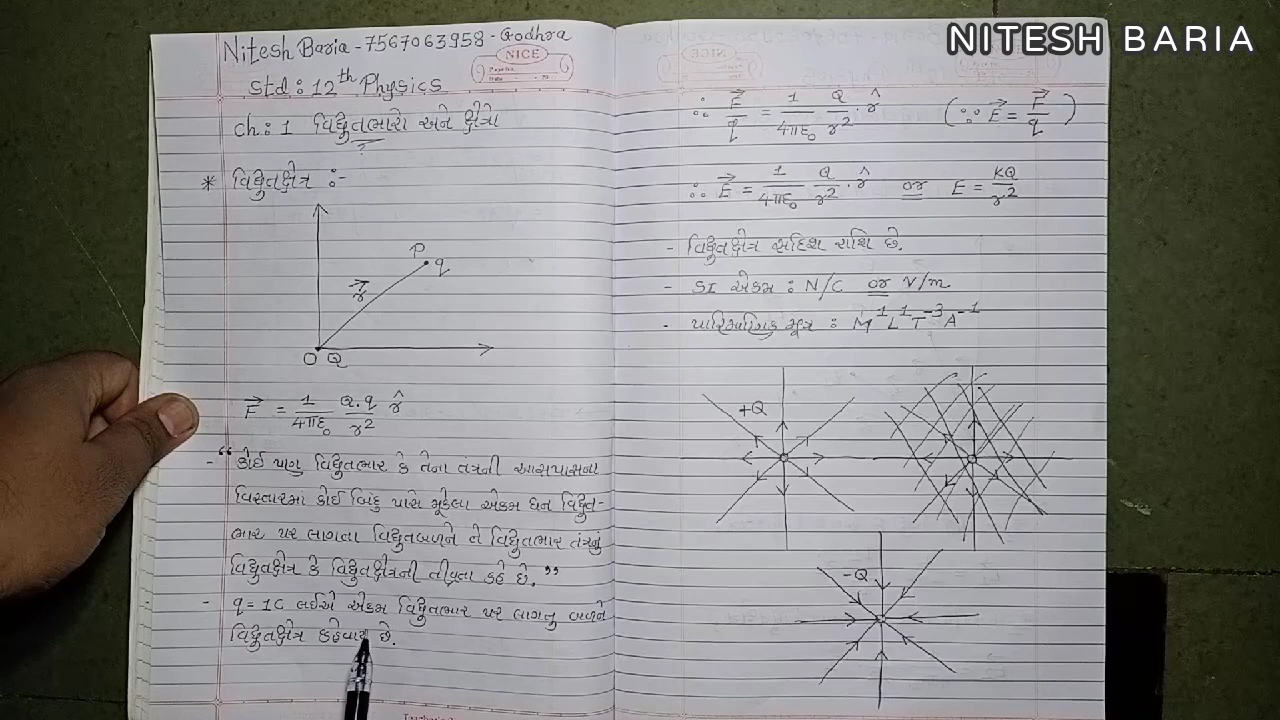 NITESH BARIA
Nitesh Baria - 7567063958 - Godhra
NICE
Std : 12th Physics
ch : 1 વિદ્યુતભારો અને ક્ષેત્રો
?
* વિદ્યુતક્ષેત્ર :-
P
q
r⃗
O Q
F⃗ = 1/4πε₀ Q.q/r² r̂
- “કોઈ પણ વિદ્યુતભાર કે તેના તંત્રની આસપાસના
વિસ્તારમાં કોઈ બિંદુ પાસે મૂકેલા એકમ ધન વિદ્યુત-
ભાર પર લાગતા વિદ્યુતબળને તે વિદ્યુતભાર તંત્રનું
વિદ્યુતક્ષેત્ર કે વિદ્યુતક્ષેત્રની તીવ્રતા કહે છે.”
- q = 1C લઈએ એકમ વિદ્યુતભાર પર લાગતુ બળને
વિદ્યુતક્ષેત્ર કહેવાય છે.
∴ F⃗/q = 1/4πε₀ Q/r² . r̂ (∵ E⃗ = F⃗/q)
∴ E⃗ = 1/4πε₀ Q/r² . r̂ or E = KQ/r²
- વિદ્યુતક્ષેત્ર સદિશ રાશિ છે.
- SI એકમ : N/C or V/m
- પારિમાણિક સૂત્ર : M¹L¹T⁻³A⁻¹
+Q
-Q